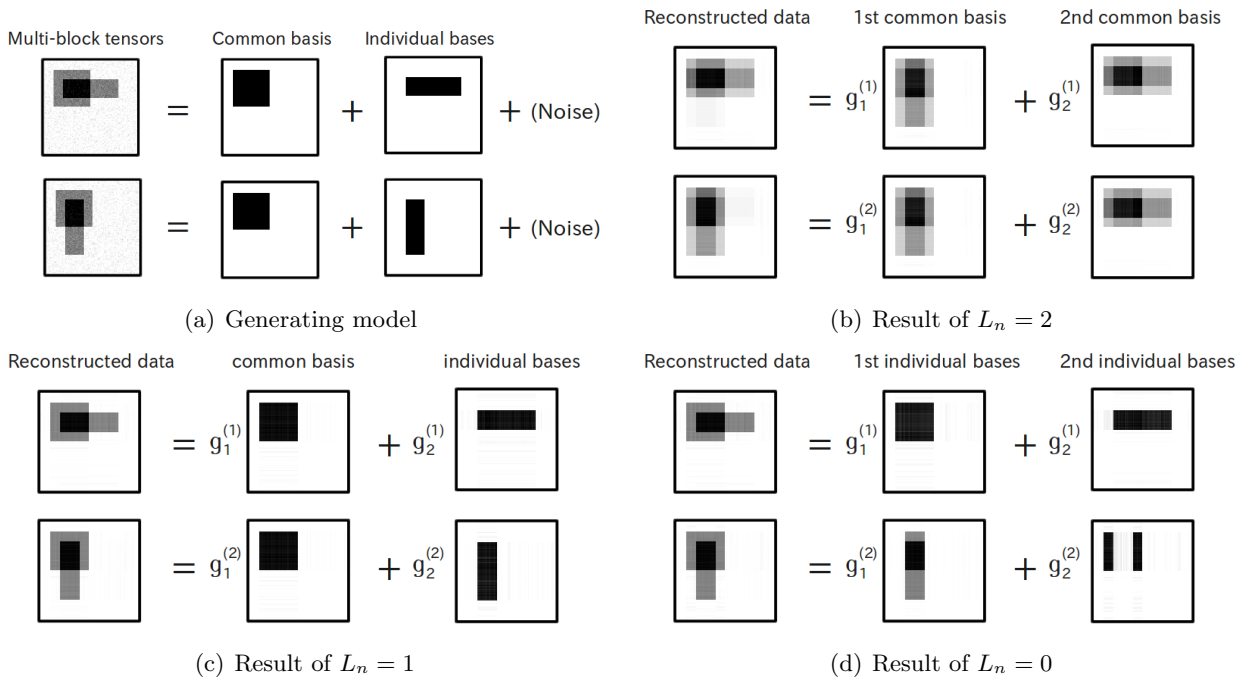 Multi-block tensors Common basis Individual bases
= + + (Noise)
= + + (Noise)
(a) Generating model
Reconstructed data 1st common basis 2nd common basis
= g₁⁽¹⁾ + g₂⁽¹⁾
= g₁⁽²⁾ + g₂⁽²⁾
(b) Result of Lₙ = 2
Reconstructed data common basis individual bases
= g₁⁽¹⁾ + g₂⁽¹⁾
= g₁⁽²⁾ + g₂⁽²⁾
(c) Result of Lₙ = 1
Reconstructed data 1st individual bases 2nd individual bases
= g₁⁽¹⁾ + g₂⁽¹⁾
= g₁⁽²⁾ + g₂⁽²⁾
(d) Result of Lₙ = 0